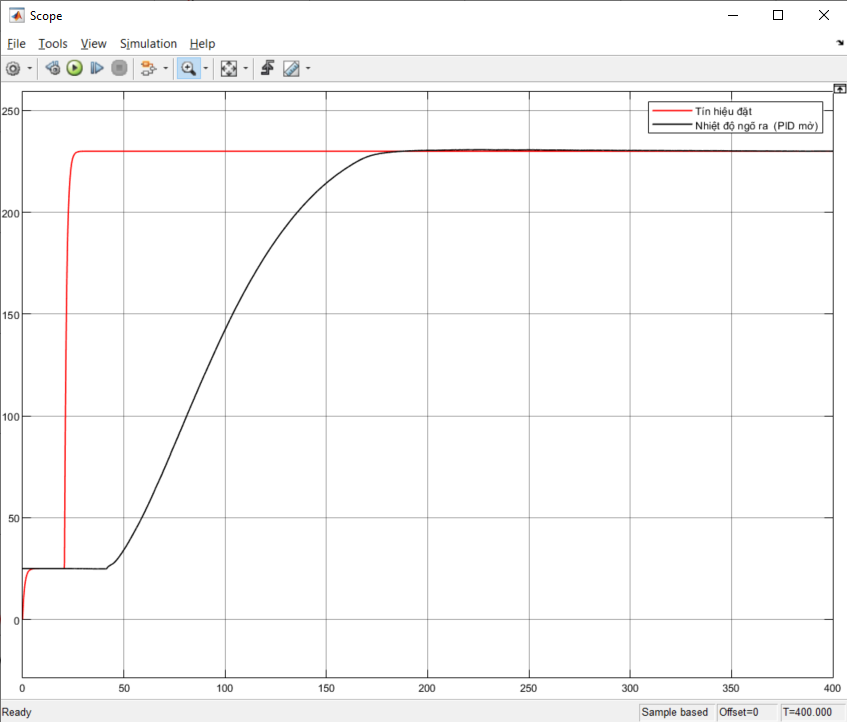 Scope
File Tools View Simulation Help
Tín hiệu đặt
Nhiệt độ ngõ ra (PID mờ)
250
200
150
100
50
0
0 50 100 150 200 250 300 350 400
Ready Sample based Offset=0 T=400.000